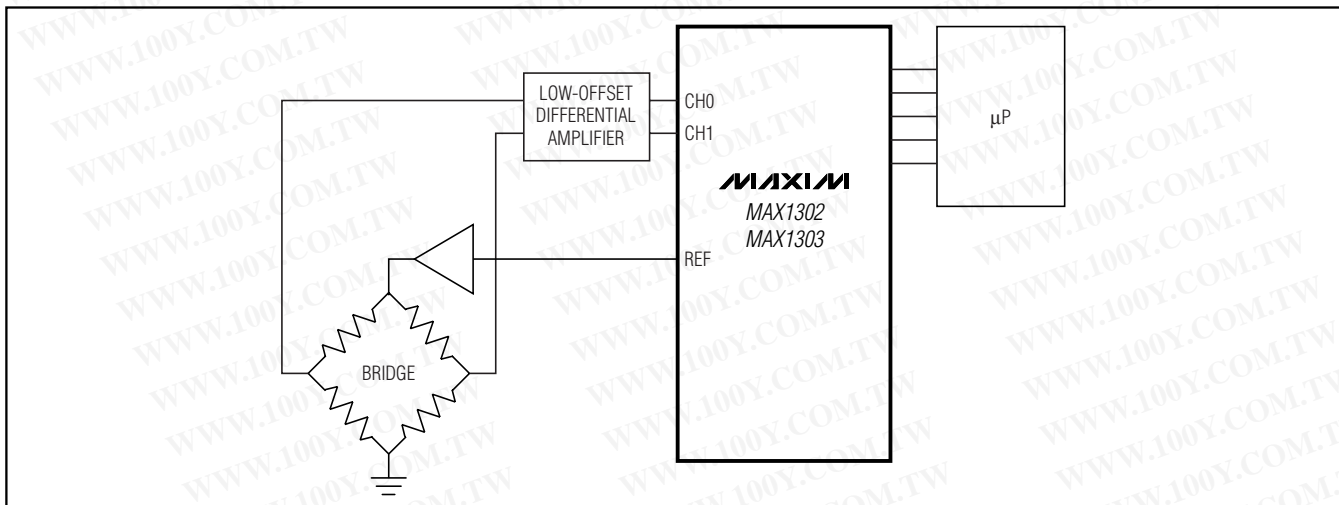 LOW-OFFSET
DIFFERENTIAL
AMPLIFIER
CH0
CH1
µP
MAXIM
MAX1302
MAX1303
REF
BRIDGE
WWW.100Y.COM.TW